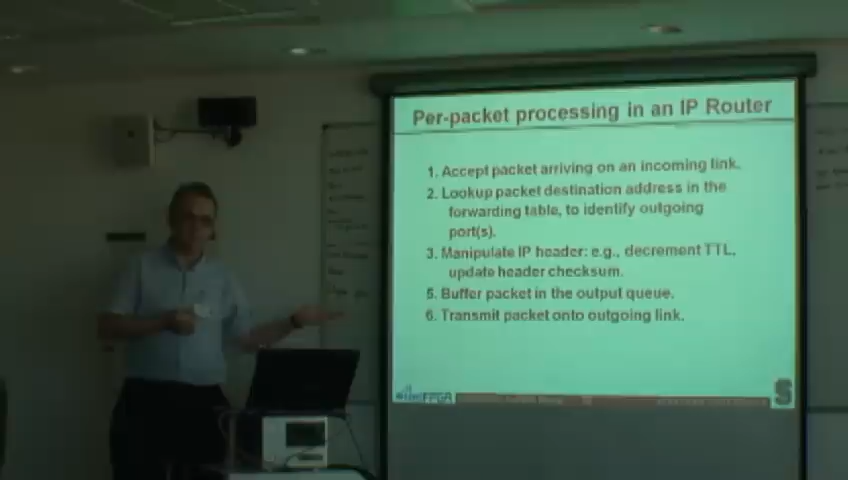 Per-packet processing in an IP Router
1. Accept packet arriving on an incoming link.
2. Lookup packet destination address in the
forwarding table, to identify outgoing
port(s).
3. Manipulate IP header: e.g., decrement TTL,
update header checksum.
5. Buffer packet in the output queue.
6. Transmit packet onto outgoing link.
FPGA
S